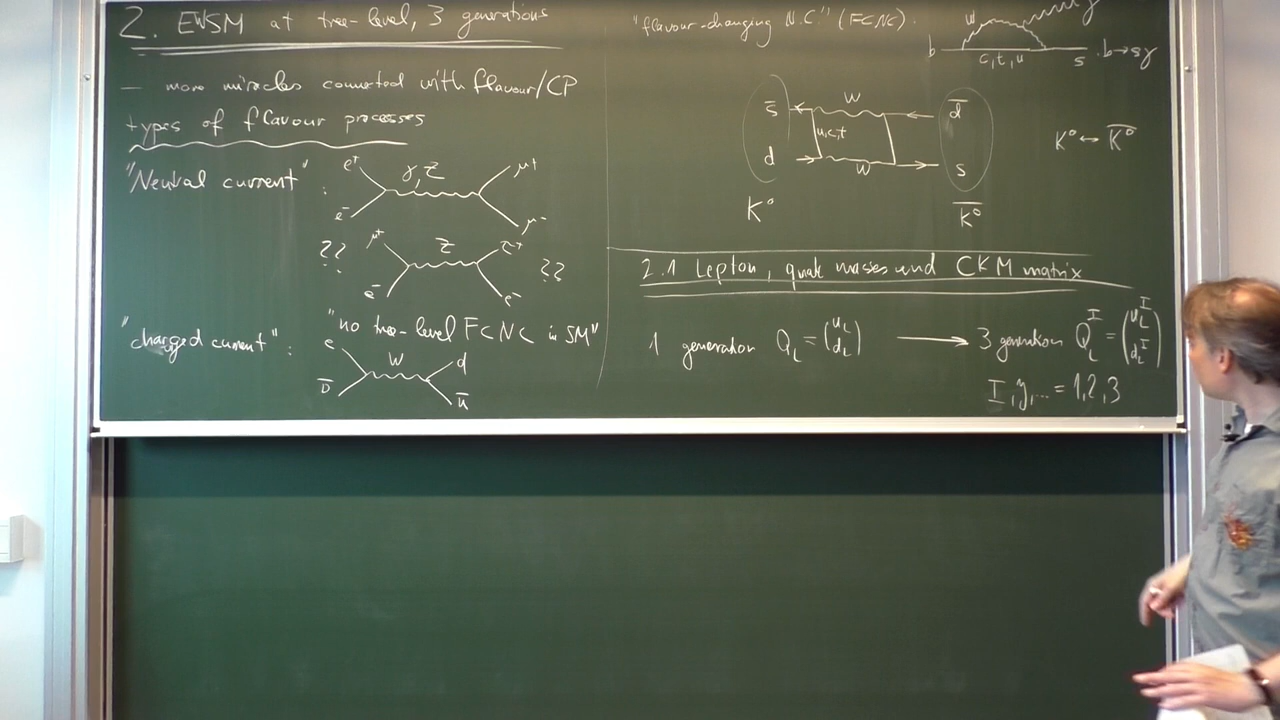 2. EWSM at tree-level, 3 generations
— more miracles connected with flavour/CP
types of flavour processes
"Neutral current" :
e⁺ γ, Z μ⁺
e⁻ μ⁻
?? μ⁺ Z e⁺ ??
e⁻ e⁻
"no tree-level FCNC in SM"
"charged current" :
e W d
ν̄ ū
"flavour-changing N.C." (FCNC)
W γ
b c,t,u s b→sγ
s̄ W d̄
u,c,t K⁰ ↔ K̄⁰
d W s
K⁰ K̄⁰
2.1 Lepton, quark masses and CKM matrix
1 generation Q_L = (u_L d_L) ⟶ 3 generations Q_L^I = (u_L^I d_L^I)
I, J, ... = 1,2,3